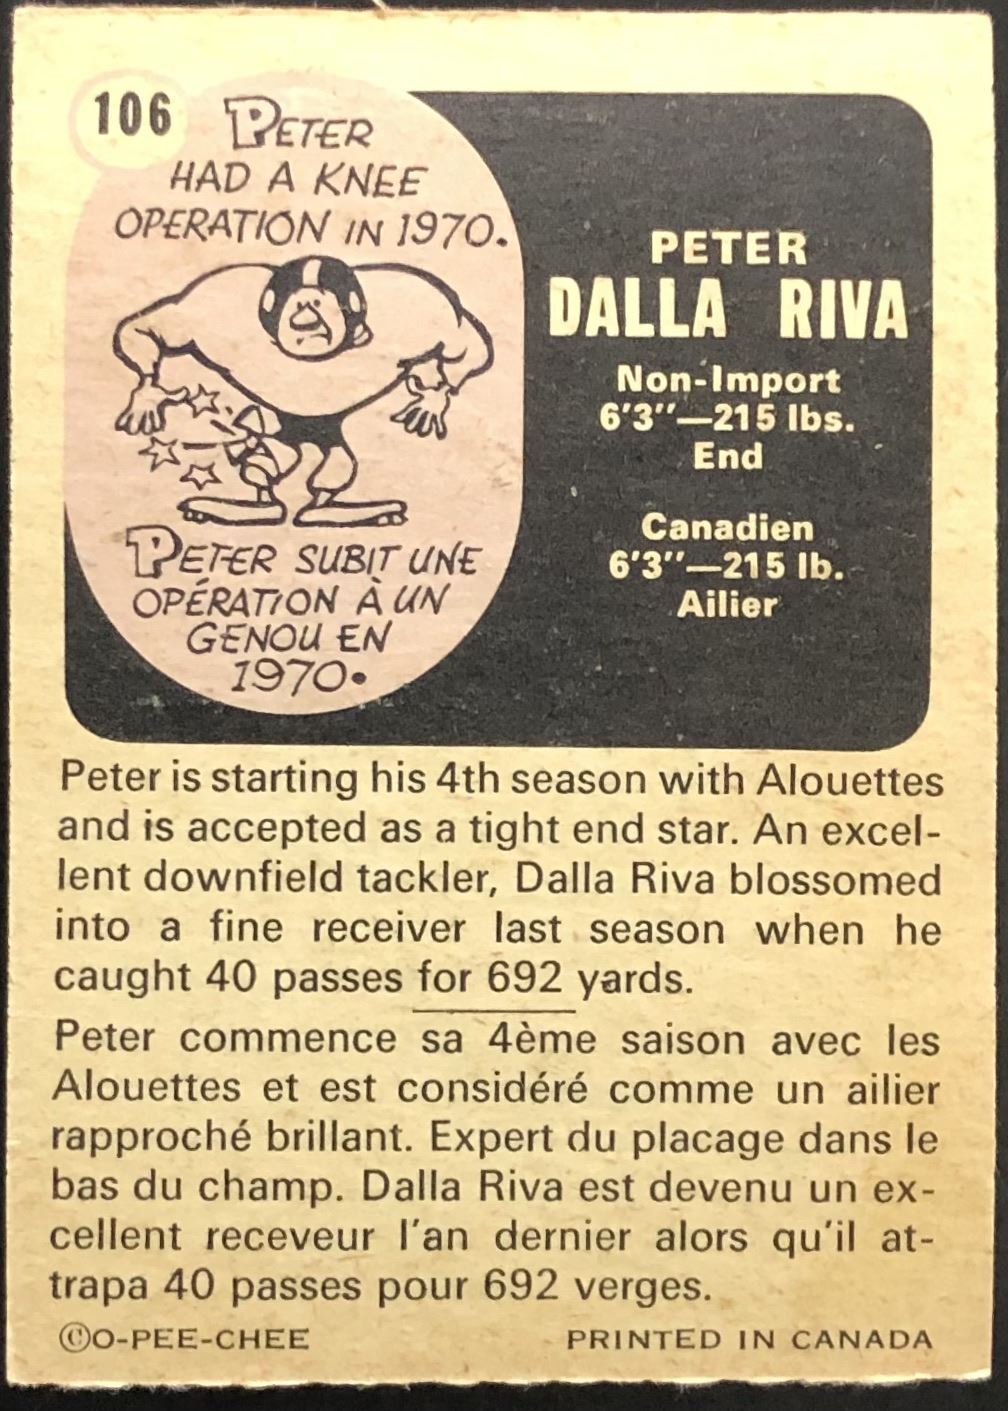 106
PETER
HAD A KNEE
OPERATION IN 1970.
PETER SUBIT UNE
OPÉRATION À UN
GENOU EN
1970.
PETER
DALLA RIVA
Non-Import
6'3"—215 lbs.
End
Canadien
6'3"—215 lb.
Ailier
Peter is starting his 4th season with Alouettes
and is accepted as a tight end star. An excel-
lent downfield tackler, Dalla Riva blossomed
into a fine receiver last season when he
caught 40 passes for 692 yards.
Peter commence sa 4ème saison avec les
Alouettes et est considéré comme un ailier
rapproché brillant. Expert du placage dans le
bas du champ. Dalla Riva est devenu un ex-
cellent receveur l'an dernier alors qu'il at-
trapa 40 passes pour 692 verges.
©O-PEE-CHEE
PRINTED IN CANADA